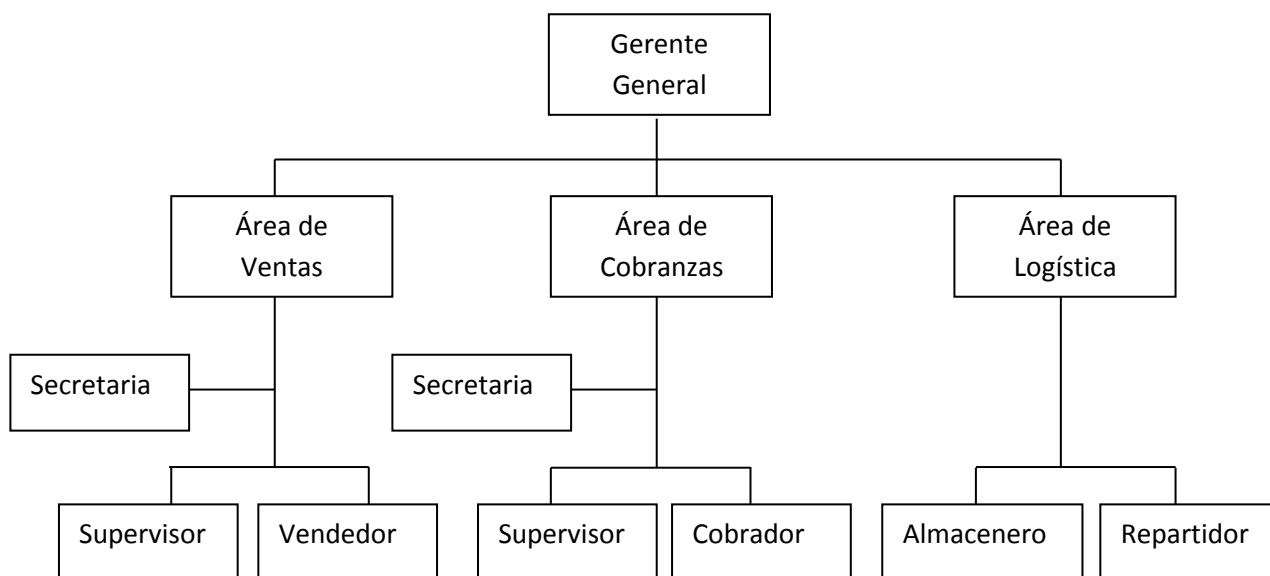 Gerente
General
Área de
Ventas
Área de
Cobranzas
Área de
Logística
Secretaria
Secretaria
Supervisor
Vendedor
Supervisor
Cobrador
Almacenero
Repartidor